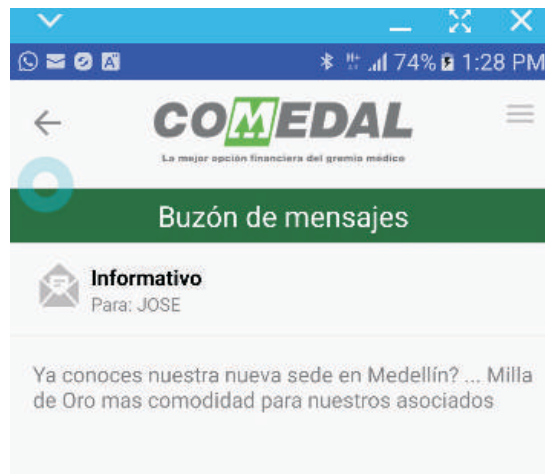 74% 1:28 PM
COMEDAL
La mejor opción financiera del gremio médico
Buzón de mensajes
Informativo
Para: JOSE
Ya conoces nuestra nueva sede en Medellín? ... Milla
de Oro mas comodidad para nuestros asociados